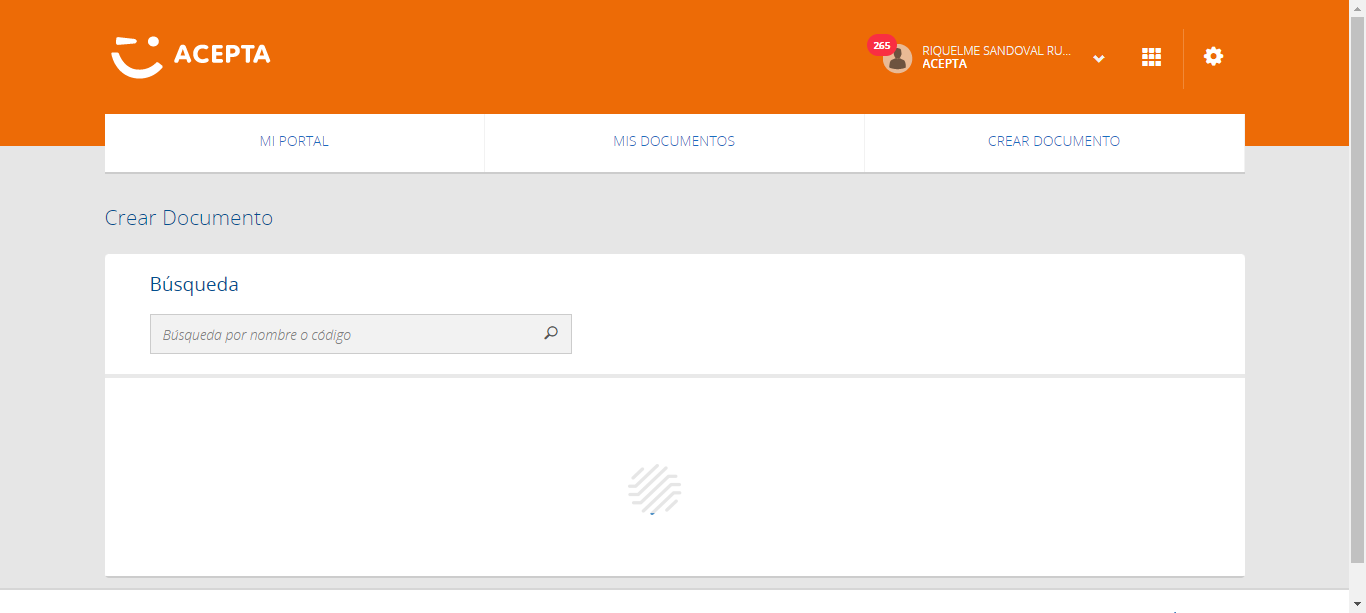 ACEPTA
265
RIQUELME SANDOVAL RU...
ACEPTA
MI PORTAL
MIS DOCUMENTOS
CREAR DOCUMENTO
Crear Documento
Búsqueda
Búsqueda por nombre o código